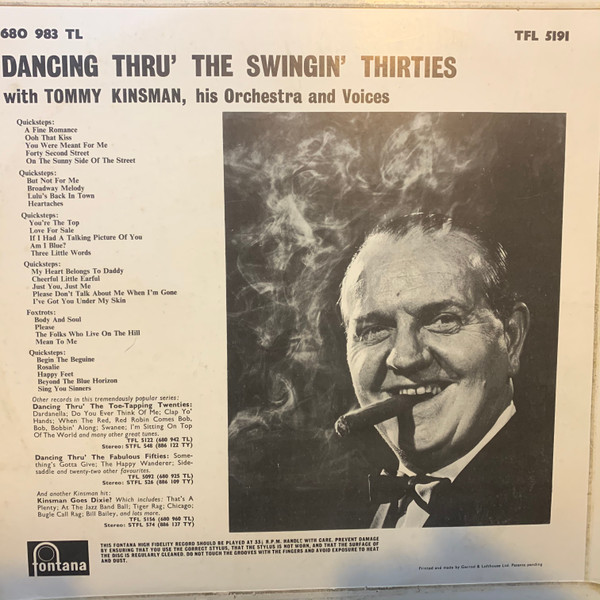 680 983 TL
TFL 5191
DANCING THRU' THE SWINGIN' THIRTIES
with TOMMY KINSMAN, his Orchestra and Voices
Quicksteps:
A Fine Romance
Ooh That Kiss
You Were Meant For Me
Forty Second Street
On The Sunny Side Of The Street
Quicksteps:
But Not For Me
Broadway Melody
Lulu's Back In Town
Heartaches
Quicksteps:
You're The Top
Love For Sale
If I Had A Talking Picture Of You
Am I Blue?
Three Little Words
Quicksteps:
My Heart Belongs To Daddy
Cheerful Little Earful
Just You, Just Me
Please Don't Talk About Me When I'm Gone
I've Got You Under My Skin
Foxtrots:
Body And Soul
Please
The Folks Who Live On The Hill
Mean To Me
Quicksteps:
Begin The Beguine
Rosalie
Happy Feet
Beyond The Blue Horizon
Sing You Sinners
Other records in this tremendously popular series:
Dancing Thru' The Toe-Tapping Twenties:
Dardanella; Do You Ever Think Of Me; Clap Yo'
Hands; When The Red, Red Robin Comes Bob,
Bob, Bobbin' Along; Swanee; I'm Sitting On Top
Of The World and many other great tunes.
TFL 5122 (680 942 TL)
Stereo: STFL 548 (886 122 TY)
Dancing Thru' The Fabulous Fifties: Some-
thing's Gotta Give; The Happy Wanderer; Side-
saddle and twenty-two other favourites.
TFL 5092 (680 925 TL)
Stereo: STFL 526 (886 109 TY)
And another Kinsman hit:
Kinsman Goes Dixie? Which includes: That's A
Plenty; At The Jazz Band Ball; Tiger Rag; Chicago;
Bugle Call Rag; Bill Bailey, and lots more.
TFL 5156 (680 960 TL)
Stereo: STFL 574 (886 127 TY)
fontana
THIS FONTANA HIGH FIDELITY RECORD SHOULD BE PLAYED AT 33⅓ R.P.M. HANDLE WITH CARE. PREVENT DAMAGE
BY ENSURING THAT YOU USE THE CORRECT STYLUS, THAT THE STYLUS IS NOT WORN, AND THAT THE SURFACE OF
THE DISC IS REGULARLY CLEANED. DO NOT TOUCH THE GROOVES WITH THE FINGERS AND AVOID EXPOSURE TO HEAT
AND DUST.
Printed and made by Garrod & Lofthouse Ltd. Patents pending